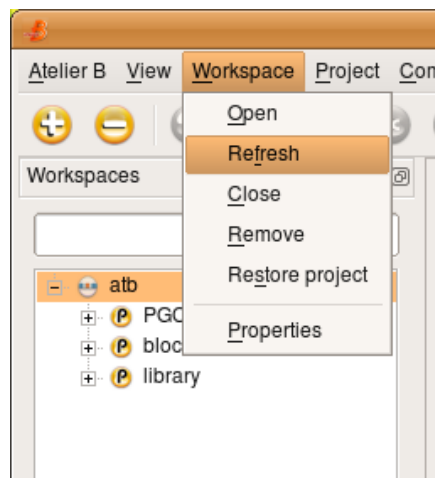 Atelier B View Workspace Project
Open
Refresh
Workspaces
Close
Remove
Restore project
atb
Properties
library